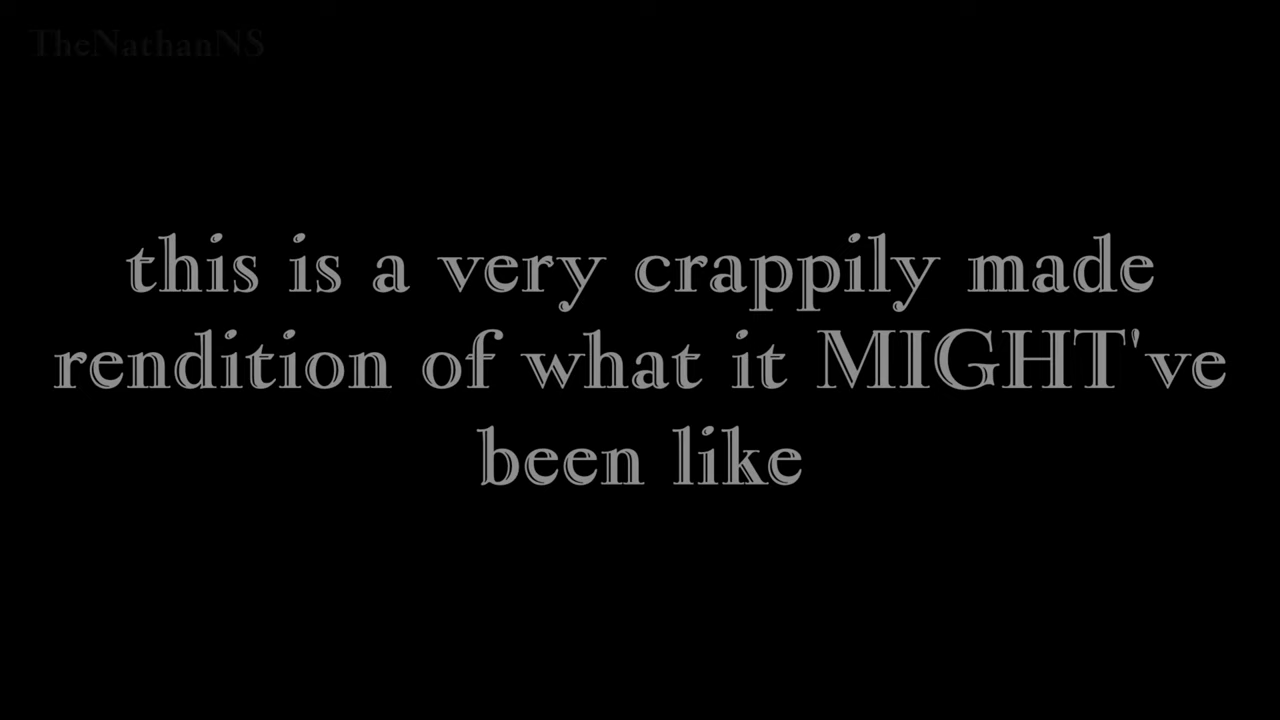 TheNathanNS
this is a very crappily made
rendition of what it MIGHT've
been like